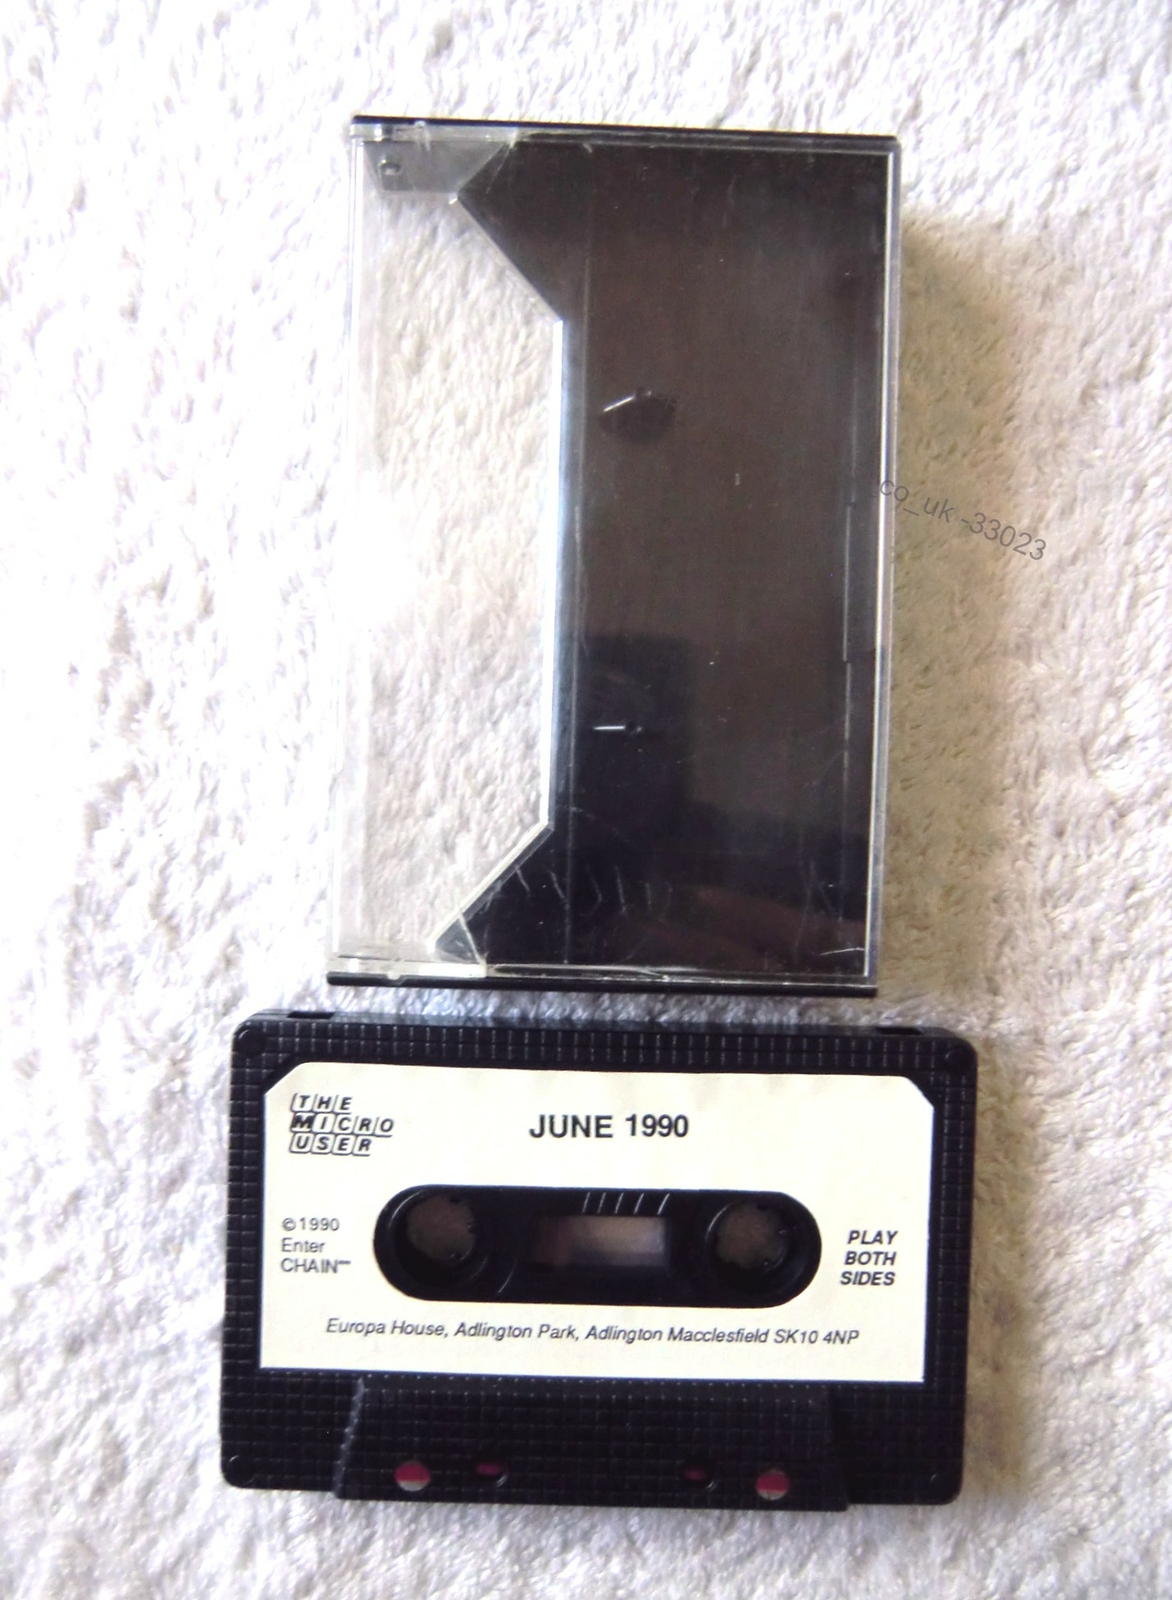 co_uk -33023
THE
MICRO
USER
JUNE 1990
©1990
Enter
CHAIN""
PLAY
BOTH
SIDES
Europa House, Adlington Park, Adlington Macclesfield SK10 4NP